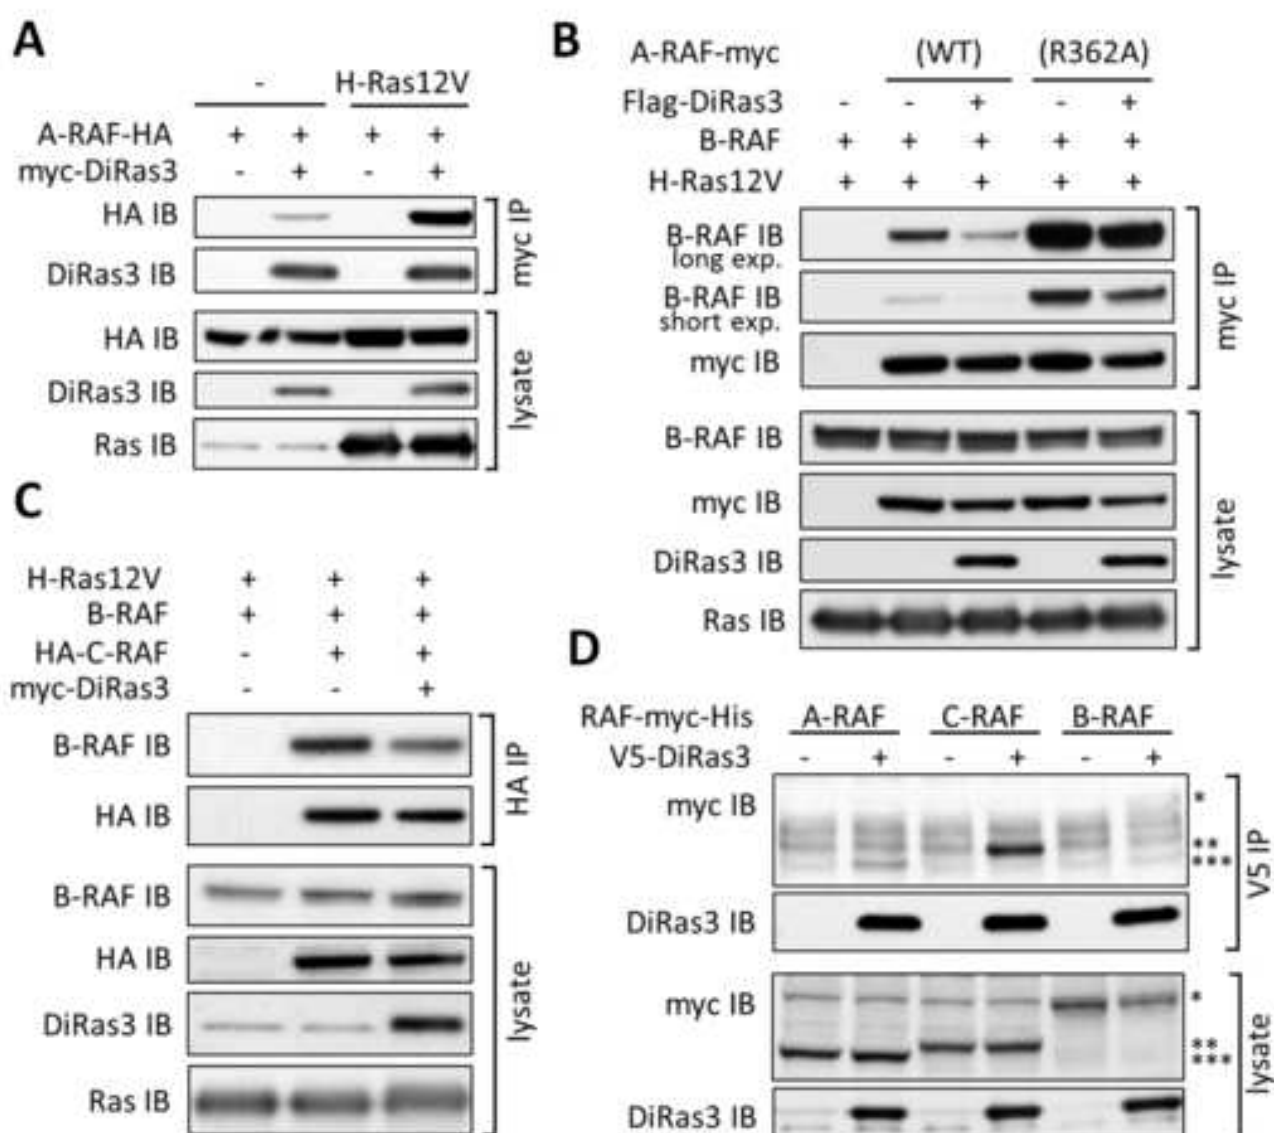 A
- H-Ras12V
A-RAF-HA + + + +
myc-DiRas3 - + - +
HA IB
DiRas3 IB
myc IP
HA IB
DiRas3 IB
Ras IB
lysate
B
A-RAF-myc (WT) (R362A)
Flag-DiRas3 - - + - +
B-RAF + + + + +
H-Ras12V + + + + +
B-RAF IB
long exp.
B-RAF IB
short exp.
myc IB
myc IP
B-RAF IB
myc IB
DiRas3 IB
Ras IB
lysate
C
H-Ras12V + + +
B-RAF + + +
HA-C-RAF - + +
myc-DiRas3 - - +
B-RAF IB
HA IB
HA IP
B-RAF IB
HA IB
DiRas3 IB
Ras IB
lysate
D
RAF-myc-His A-RAF C-RAF B-RAF
V5-DiRas3 - + - + - +
myc IB *
**
***
DiRas3 IB
V5 IP
myc IB *
**
***
DiRas3 IB
lysate